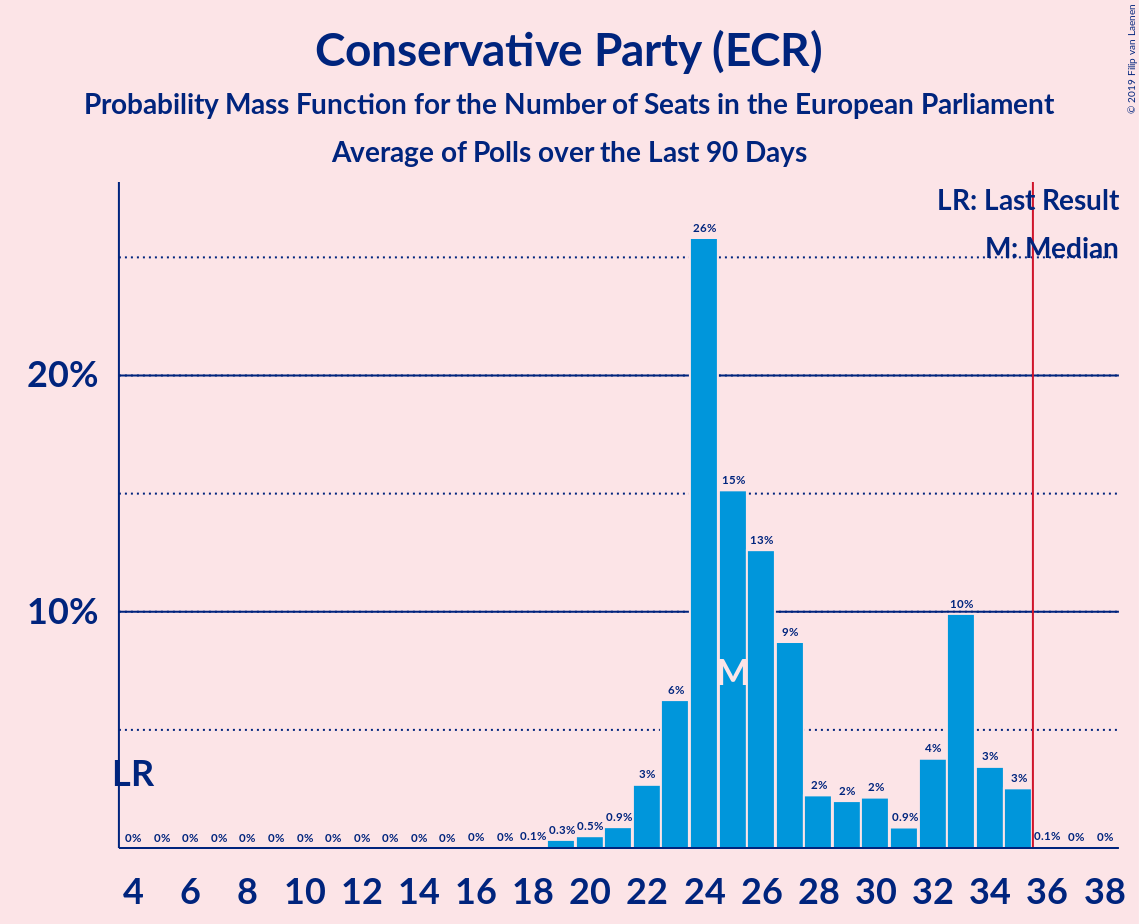 Conservative Party (ECR)
Probability Mass Function for the Number of Seats in the European Parliament
Average of Polls over the Last 90 Days
© 2019 Filip van Laenen
LR: Last Result
M: Median
26%
20%
15%
13%
10%
10%
9%
M
6%
4%
LR
3% 3% 3%
2% 2% 2%
0% 0% 0% 0% 0% 0% 0% 0% 0% 0% 0% 0% 0% 0% 0.1% 0.3% 0.5% 0.9% 0.9% 0.1% 0% 0%
4 6 8 10 12 14 16 18 20 22 24 26 28 30 32 34 36 38